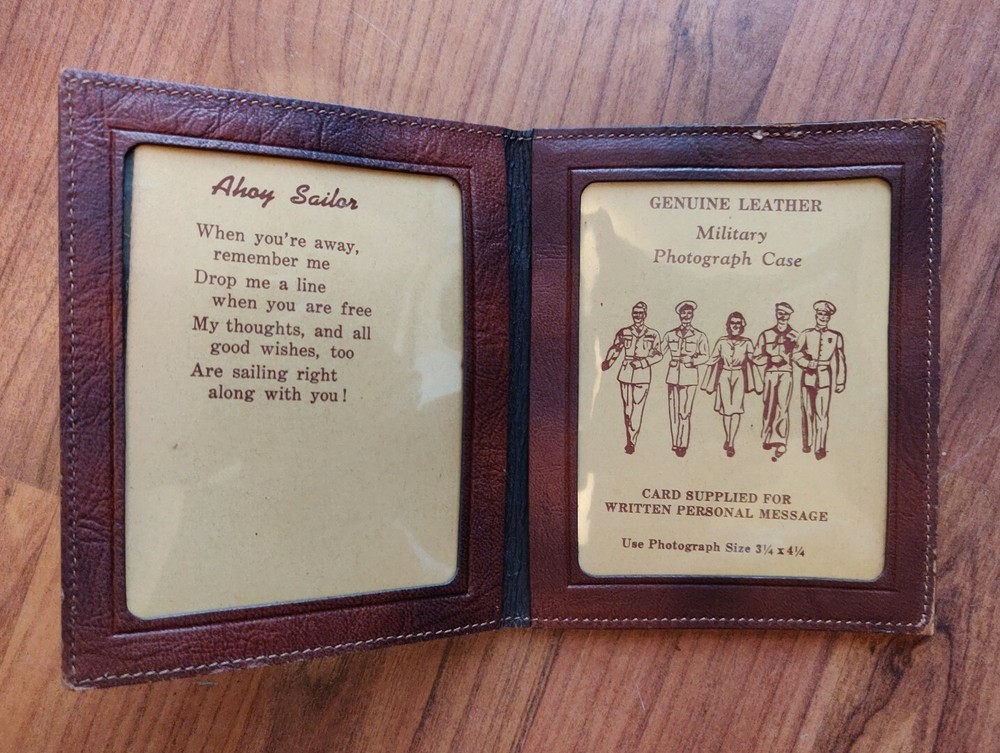 Ahoy Sailor
When you're away,
remember me
Drop me a line
when you are free
My thoughts, and all
good wishes, too
Are sailing right
along with you!
GENUINE LEATHER
Military
Photograph Case
CARD SUPPLIED FOR
WRITTEN PERSONAL MESSAGE
Use Photograph Size 3¼ x 4¼